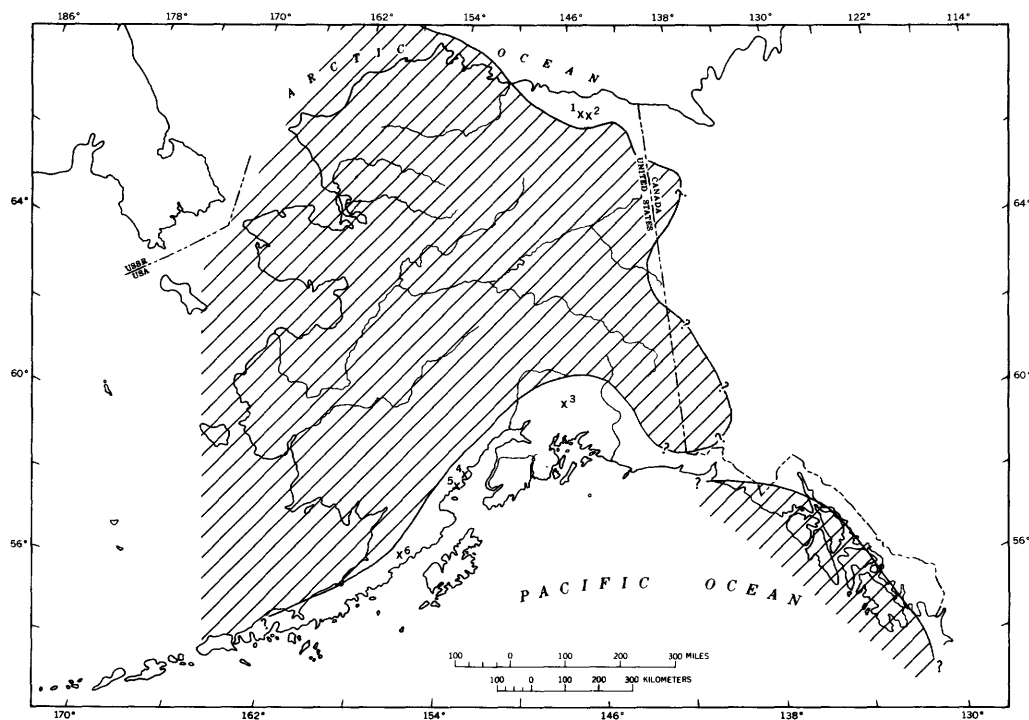 186° 178° 170° 162° 154° 146° 138° 130° 122° 114°
ARCTIC OCEAN
1 x x 2
?
64° 64°
CANADA
UNITED STATES
USSR
USA
?
?
60° 60°
x 3
? ?
4
5 x
?
56° x 6 56°
PACIFIC OCEAN
?
100 0 100 200 300 MILES
100 0 100 200 300 KILOMETERS
170° 162° 154° 146° 138° 130°